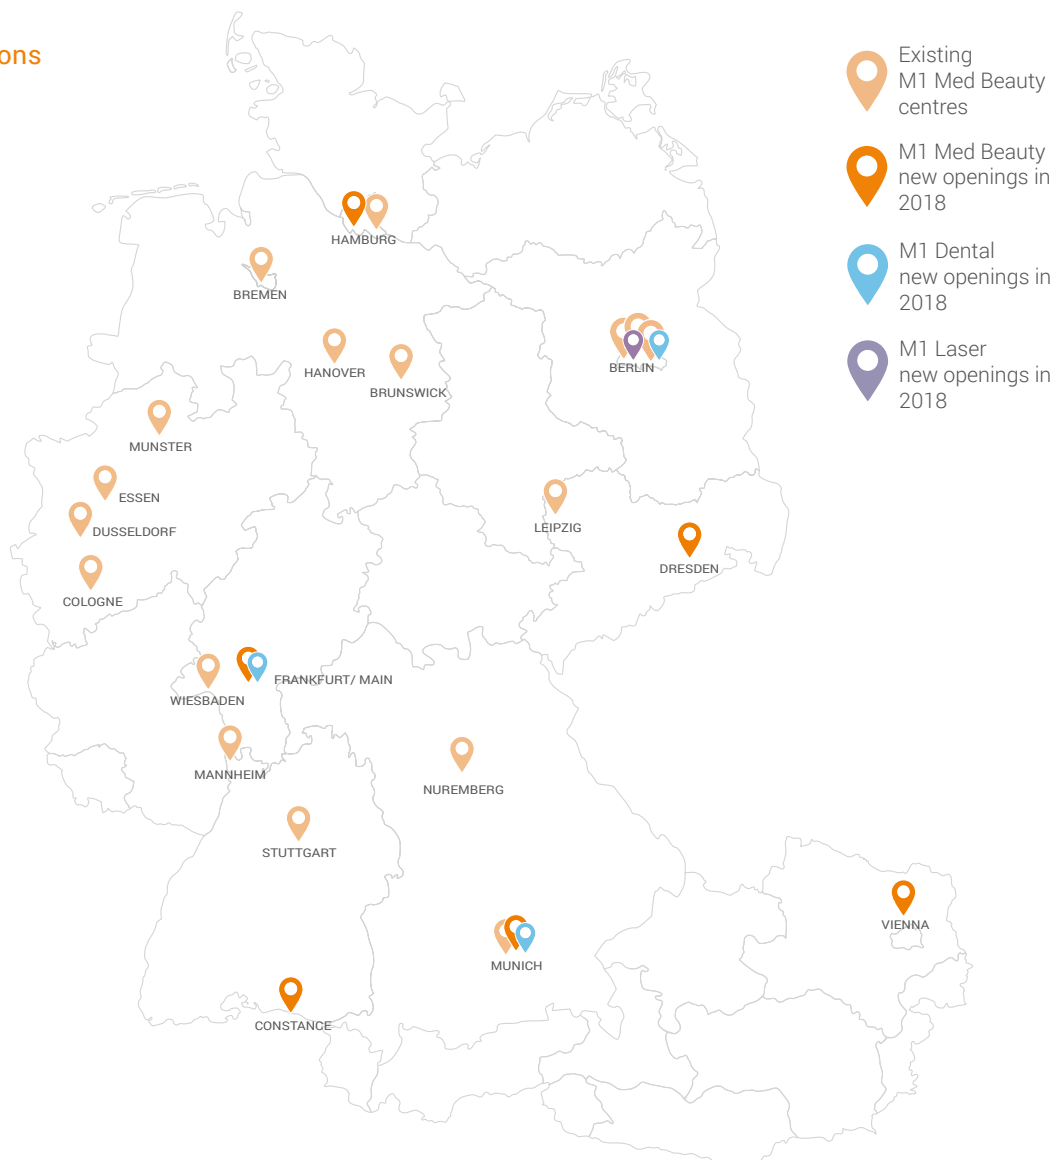 ons
Existing
M1 Med Beauty
centres
M1 Med Beauty
new openings in
2018
M1 Dental
new openings in
2018
M1 Laser
new openings in
2018
HAMBURG
BREMEN
HANOVER
BRUNSWICK
BERLIN
MUNSTER
ESSEN
DUSSELDORF
COLOGNE
LEIPZIG
DRESDEN
FRANKFURT/ MAIN
WIESBADEN
MANNHEIM
NUREMBERG
STUTTGART
VIENNA
MUNICH
CONSTANCE